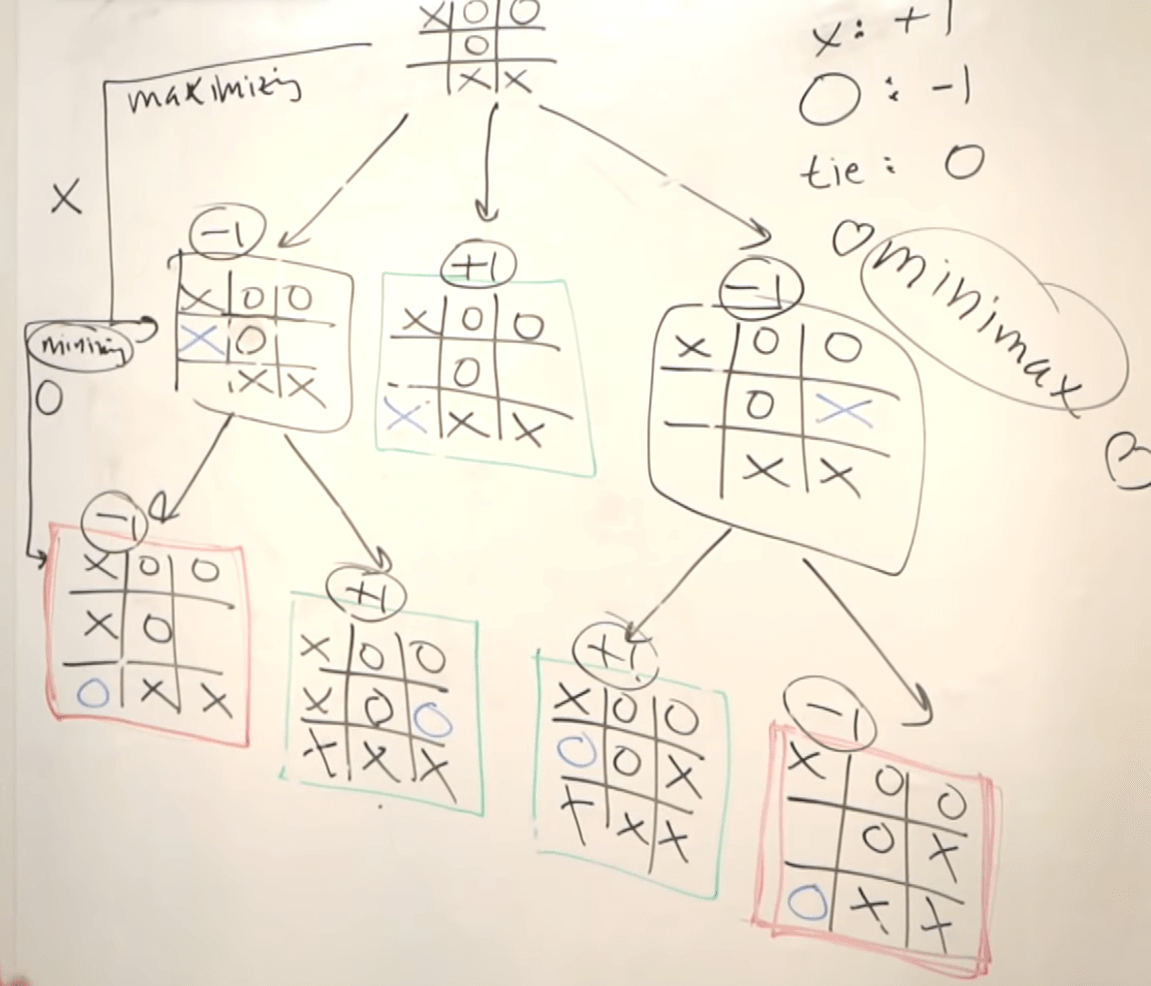 X O O
O
X X
x: +1
O: -1
tie: 0
maximizing
X
♡ minimax
minimizing
O
-1
X O O
X O
X X
+1
X O O
O
X X X
-1
X O O
O X
X X
-1
X O O
X O
O X X
+1
X O O
X O O
X X X
+1
X O O
O O X
X X X
-1
X O O
O X
O X X